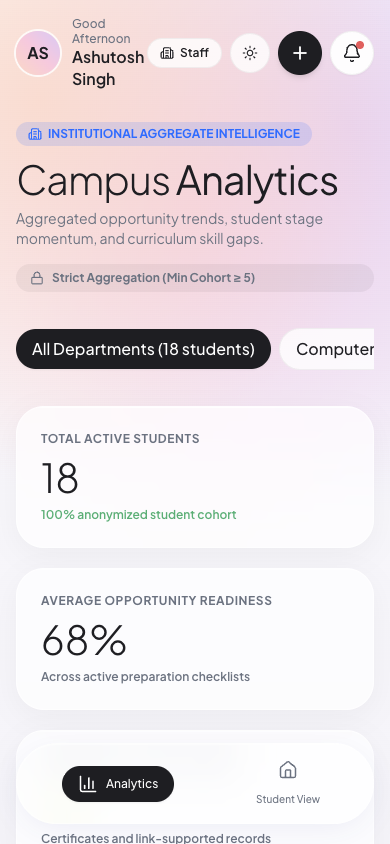 AS
Good
Afternoon
Ashutosh
Singh
Staff
INSTITUTIONAL AGGREGATE INTELLIGENCE
Campus Analytics
Aggregated opportunity trends, student stage
momentum, and curriculum skill gaps.
Strict Aggregation (Min Cohort ≥ 5)
All Departments (18 students)
Computer
TOTAL ACTIVE STUDENTS
18
100% anonymized student cohort
AVERAGE OPPORTUNITY READINESS
68%
Across active preparation checklists
Analytics
Student View
Certificates and link-supported records